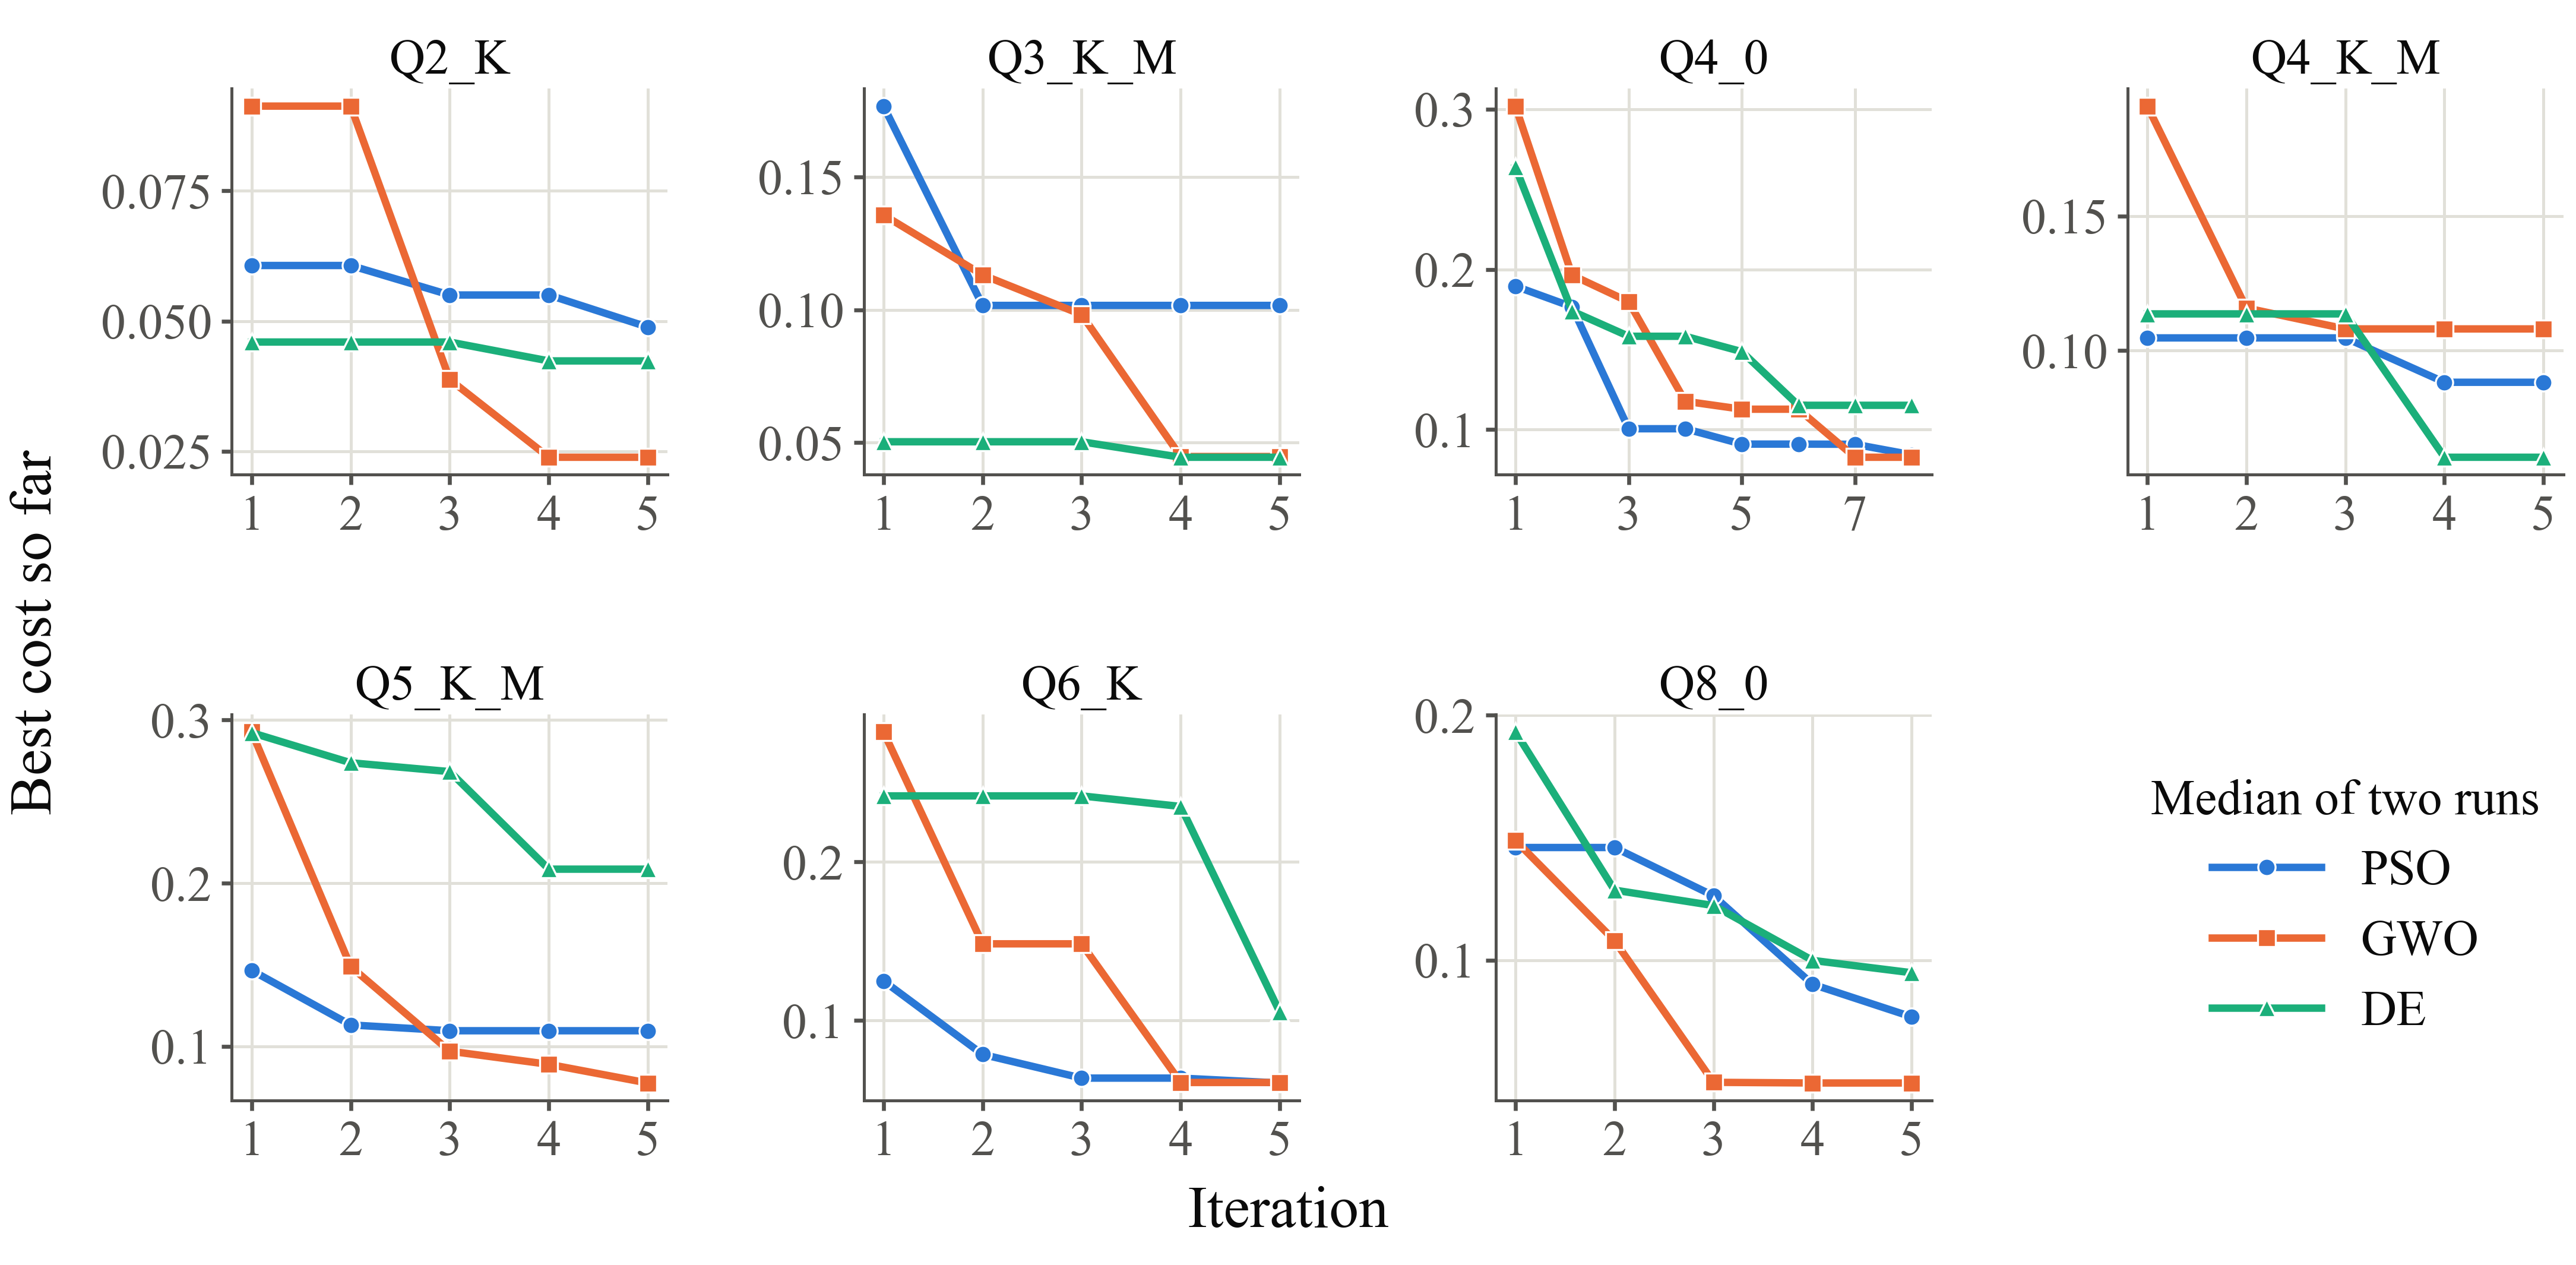 Q2_K
Q3_K_M
Q4_0
Q4_K_M
0.075
0.050
0.025
1 2 3 4 5
0.15
0.10
0.05
1 2 3 4 5
0.3
0.2
0.1
1 3 5 7
0.15
0.10
1 2 3 4 5
Best cost so far
Q5_K_M
Q6_K
Q8_0
0.3
0.2
0.1
1 2 3 4 5
0.2
0.1
1 2 3 4 5
0.2
0.1
1 2 3 4 5
Median of two runs
PSO
GWO
DE
Iteration